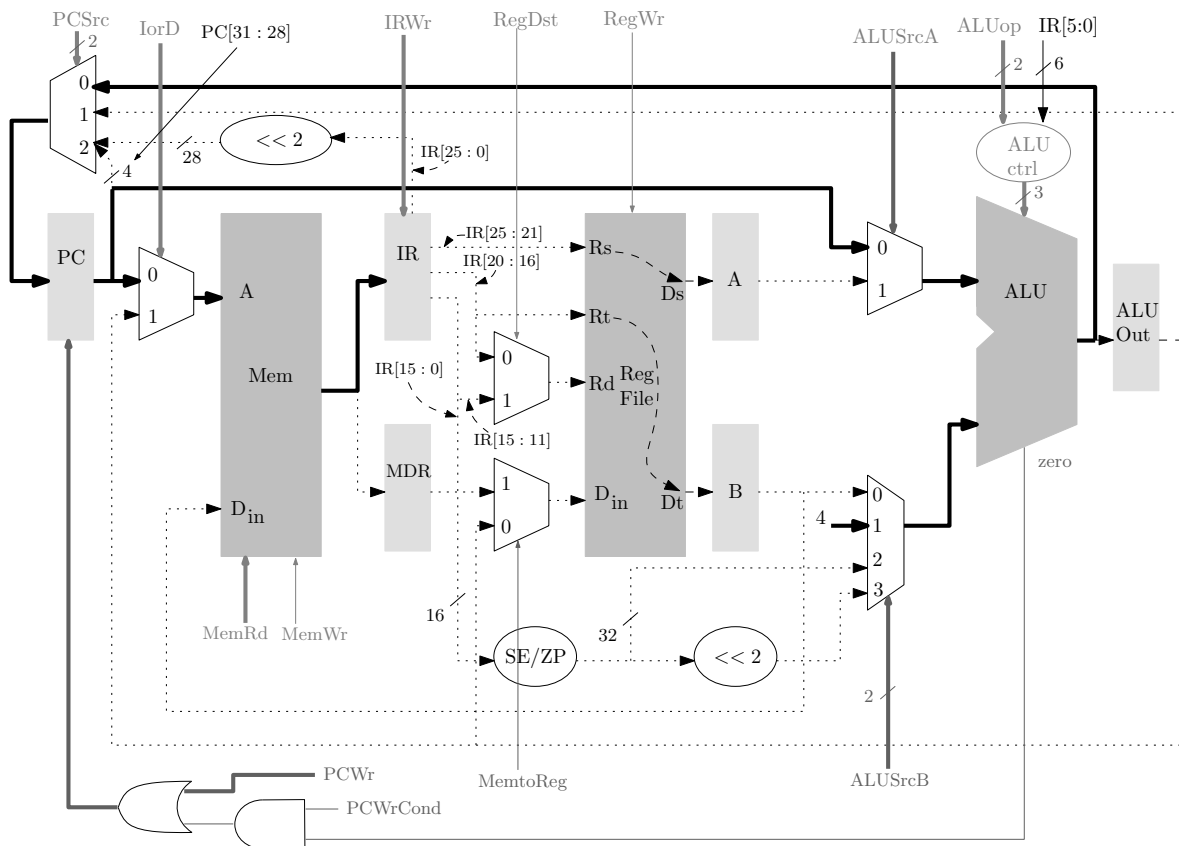 PCSrc
IorD
PC[31 : 28]
IRWr
RegDst
RegWr
ALUSrcA
ALUop
IR[5:0]
2
2
6
0
1
2
<< 2
28
4
IR[25 : 0]
ALU
ctrl
3
PC
0
1
A
Mem
D in
IR
IR[25 : 21]
IR[20 : 16]
Rs
Ds
A
0
1
ALU
ALU
Out
Rt
0
1
Rd
Reg
File
IR[15 : 0]
IR[15 : 11]
MDR
1
0
D in
Dt
B
4
0
1
2
3
zero
MemRd
MemWr
16
SE/ZP
32
<< 2
2
PCWr
MemtoReg
ALUSrcB
PCWrCond